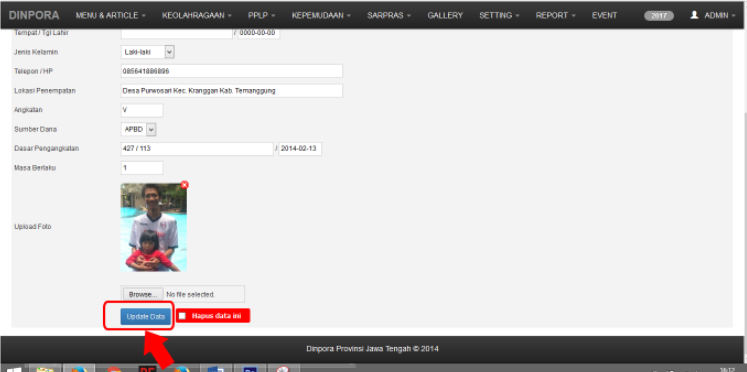 DINPORA MENU & ARTICLE KEOLAHRAGAAN PPLP KEPEMUDAAN SARPRAS GALLERY SETTING REPORT EVENT 2017 ADMIN
Tempat / Tgl Lahir / 0000-00-00
Jenis Kelamin Laki-laki
Telepon / HP 085641886896
Lokasi Penempatan Desa Purwosari Kec. Kranggan Kab. Temanggung
Angkatan V
Sumber Dana APBD
Dasar Pengangkatan 427 / 113 / 2014-02-13
Masa Berlaku 1
Upload Foto
Browse... No file selected.
Update Data Hapus data ini
Dinpora Provinsi Jawa Tengah © 2014
16:12